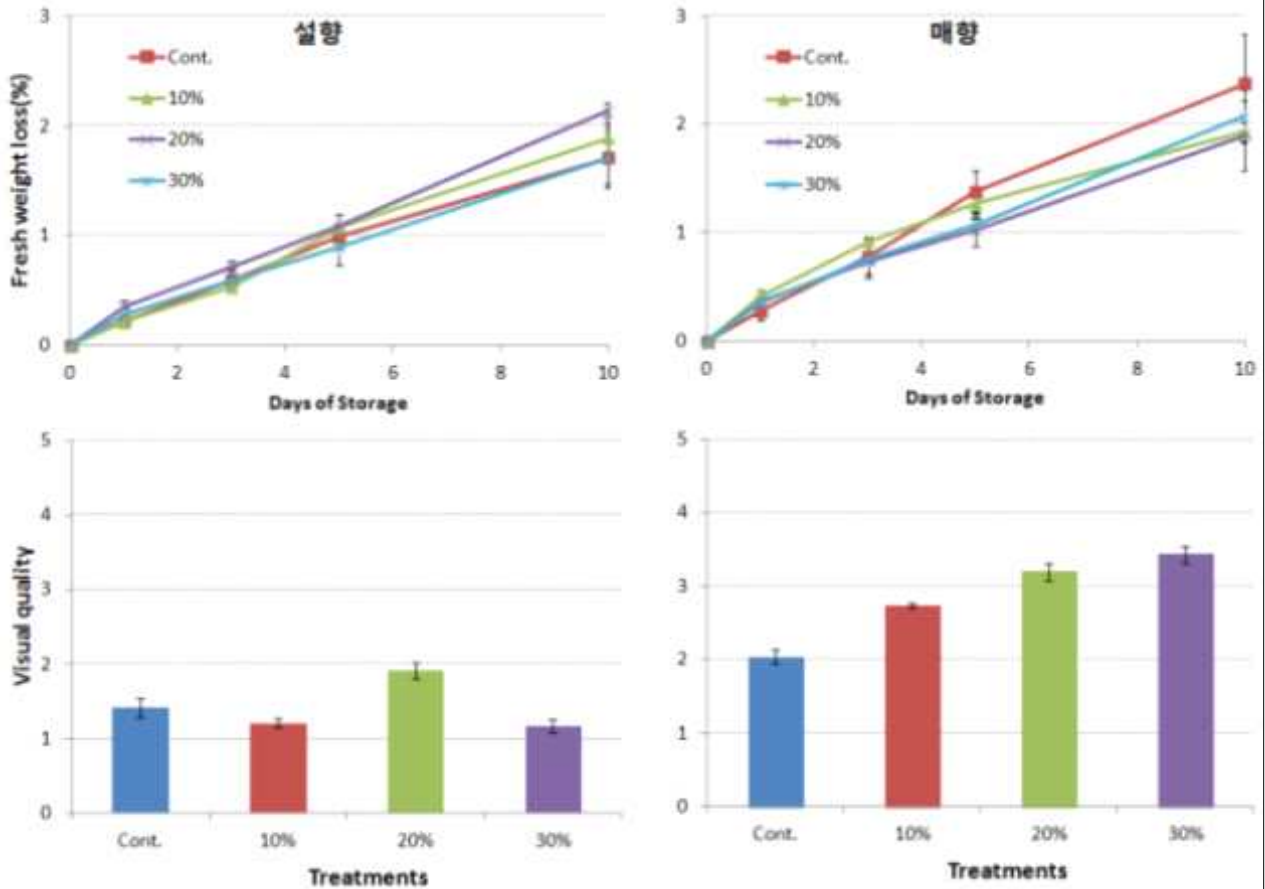 설향
Cont.
10%
20%
30%
Fresh weight loss(%)
3
2
1
0
0 2 4 6 8 10
Days of Storage
매향
Cont.
10%
20%
30%
3
2
1
0
0 2 4 6 8 10
Days of Storage
Visual quality
5
4
3
2
1
0
Cont. 10% 20% 30%
Treatments
5
4
3
2
1
0
Cont. 10% 20% 30%
Treatments